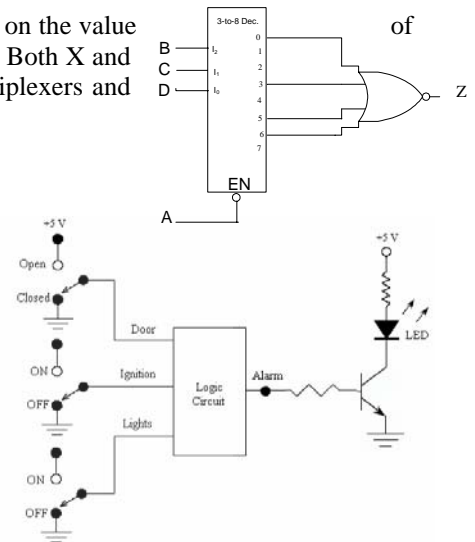 on the value of
Both X and
iplexers and
3-to-8 Dec.
B I2 0
1
C I1 2
D I0 3
4
5
6
7
Z
EN
A
+5 V
Open
Closed
Door
ON
Ignition
OFF
Lights
ON
OFF
Logic
Circuit
Alarm
+5 V
LED